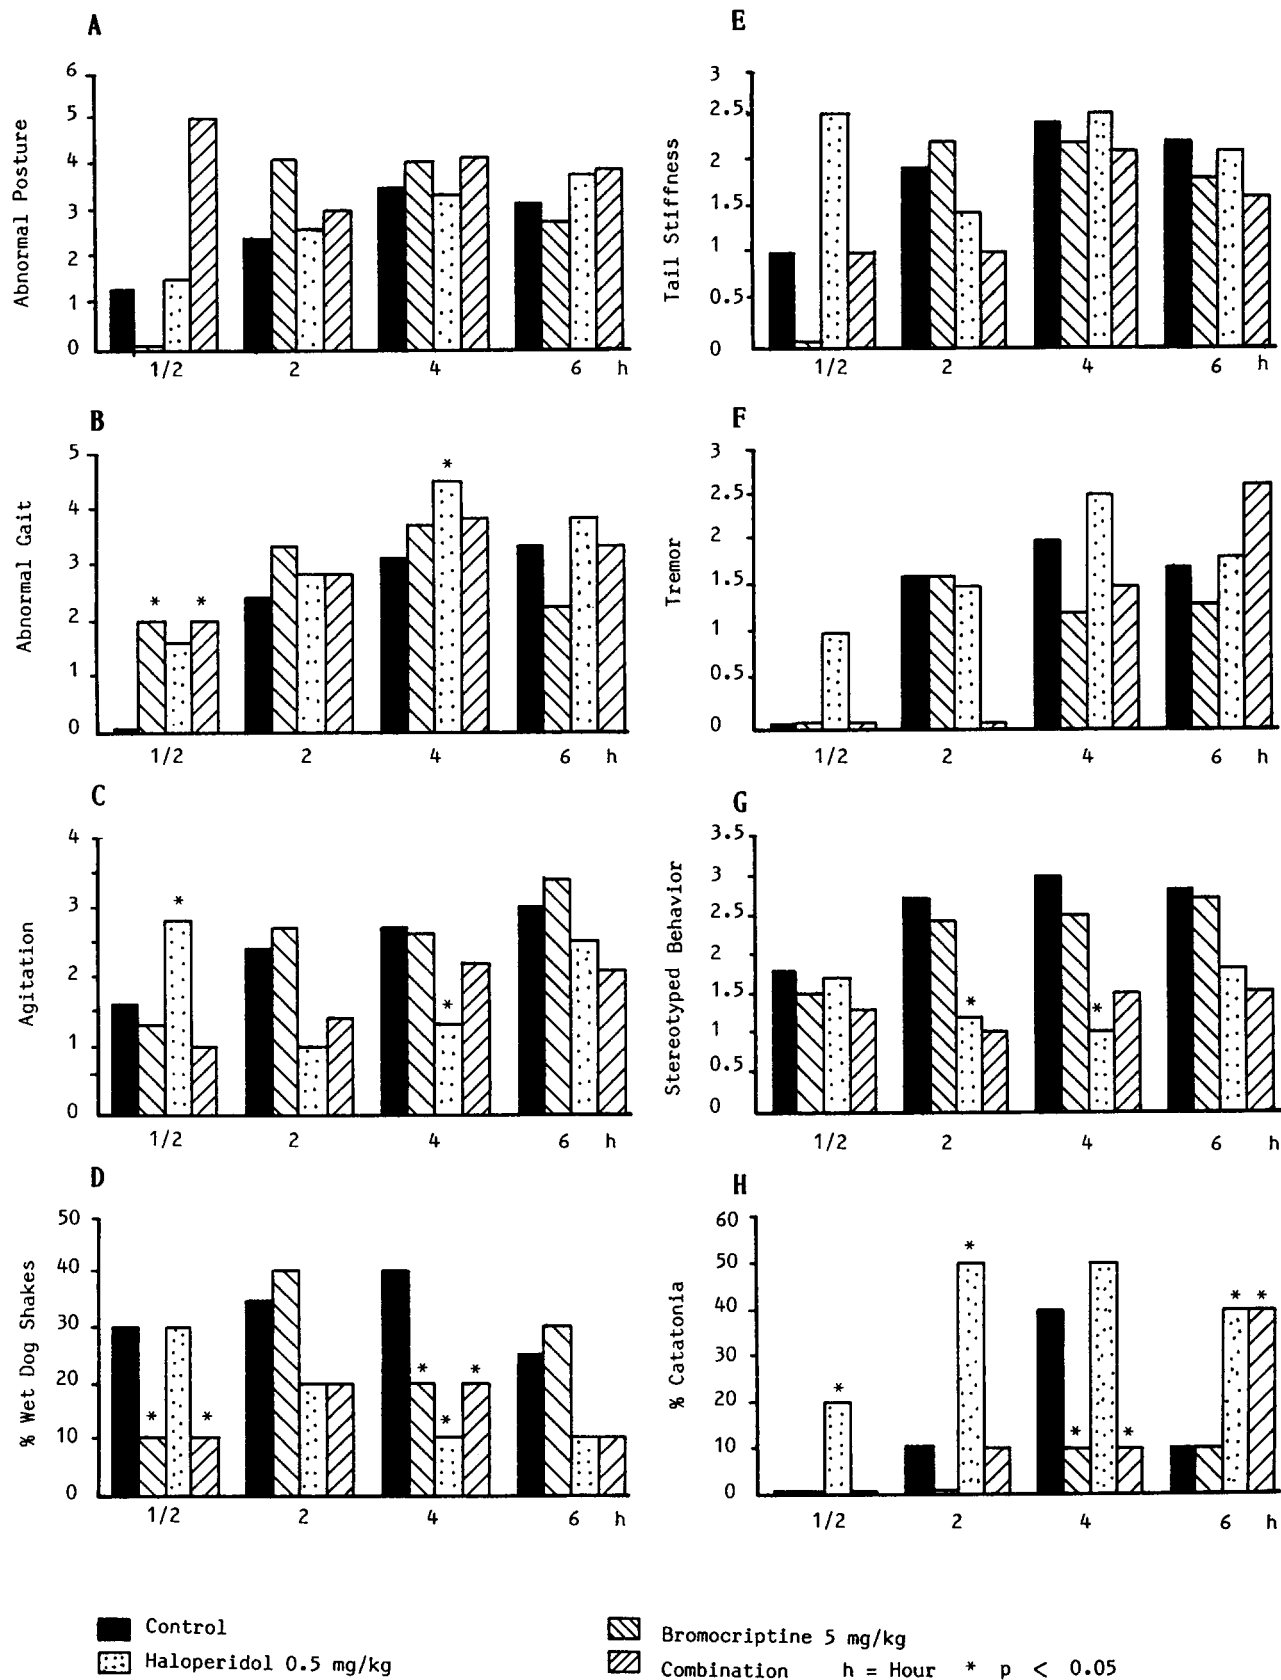 A
Abnormal Posture
6
5
4
3
2
1
0
1/2 2 4 6 h
B
Abnormal Gait
5
4
3
2
1
0
* * *
1/2 2 4 6 h
C
Agitation
4
3
2
1
0
* *
1/2 2 4 6 h
D
% Wet Dog Shakes
50
40
30
20
10
0
* * * * *
1/2 2 4 6 h
E
Tail Stiffness
3
2.5
2
1.5
1
0.5
0
1/2 2 4 6 h
F
Tremor
3
2.5
2
1.5
1
0.5
0
1/2 2 4 6 h
G
Stereotyped Behavior
3.5
3
2.5
2
1.5
1
0.5
0
* *
1/2 2 4 6 h
H
% Catatonia
60
50
40
30
20
10
0
* * * * * *
1/2 2 4 6 h
Control
Haloperidol 0.5 mg/kg
Bromocriptine 5 mg/kg
Combination h = Hour * p < 0.05